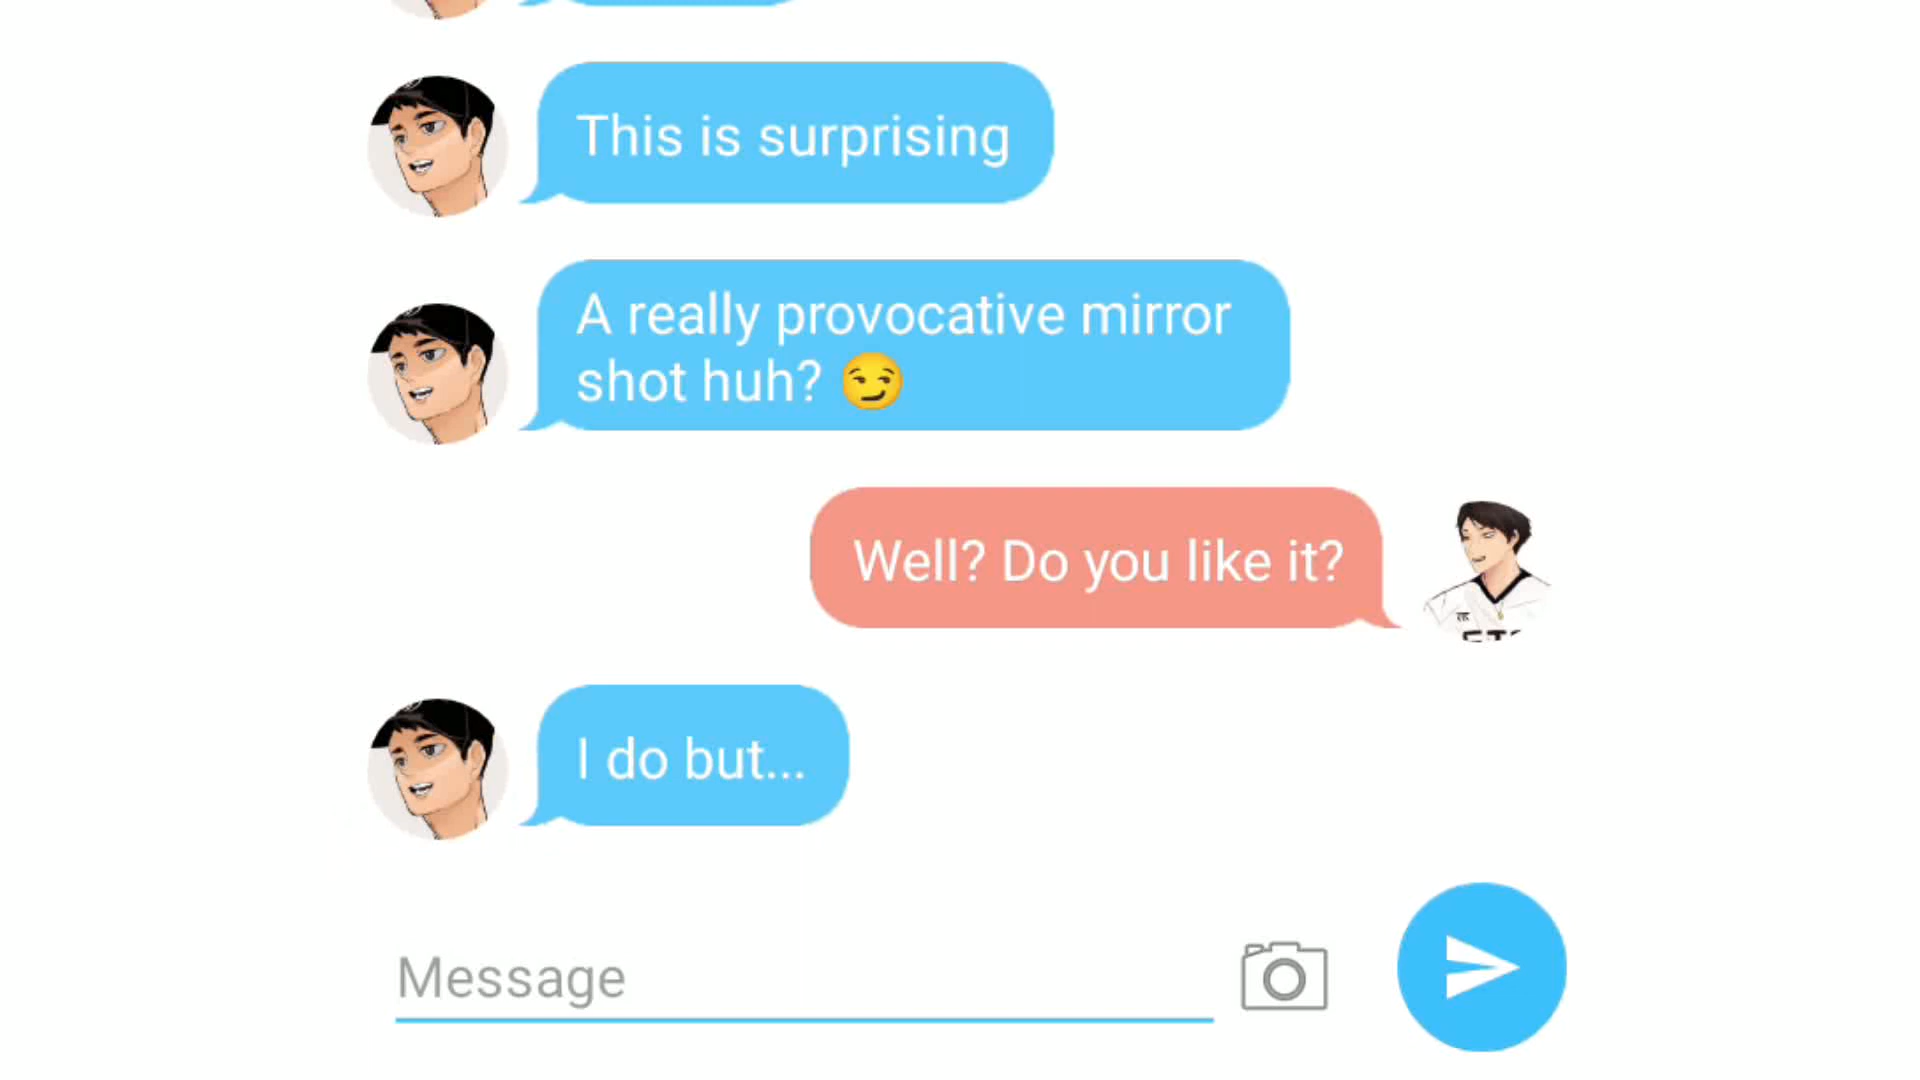 This is surprising
A really provocative mirror
shot huh? 😏
Well? Do you like it?
I do but...
Message